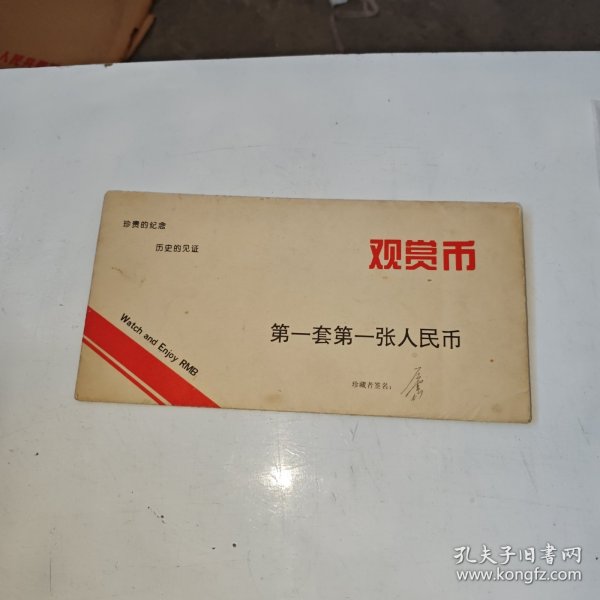 珍贵的纪念
历史的见证
观赏币
第一套第一张人民币
Watch and Enjoy RMB
珍藏者签名:
孔夫子旧书网
www.kongfz.com